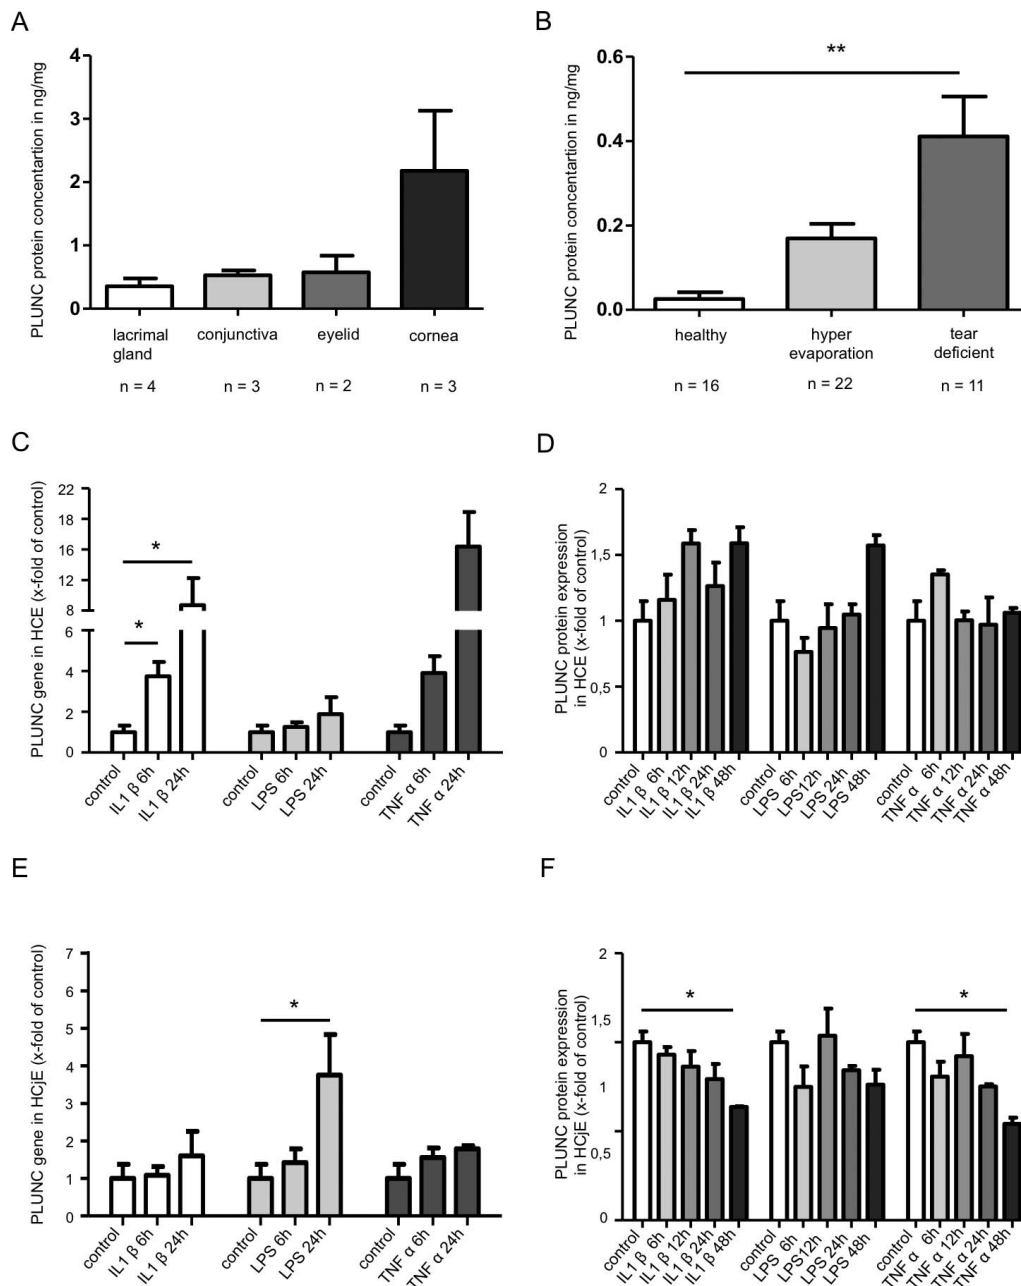 A
PLUNC protein concentartion in ng/mg
4
3
2
1
0
lacrimal gland
conjunctiva
eyelid
cornea
n = 4
n = 3
n = 2
n = 3
B
PLUNC protein concentration in ng/mg
0.6
0.4
0.2
0.0
**
healthy
hyper evaporation
tear deficient
n = 16
n = 22
n = 11
C
PLUNC gene in HCE (x-fold of control)
22
18
16
12
8
6
4
2
0
*
*
control
IL1 β 6h
IL1 β 24h
control
LPS 6h
LPS 24h
control
TNF α 6h
TNF α 24h
D
PLUNC protein expression
in HCE (x-fold of control)
2
1,5
1
0,5
0
control
IL1 β 6h
IL1 β 12h
IL1 β 24h
IL1 β 48h
control
LPS 6h
LPS12h
LPS 24h
LPS 48h
control
TNF α 6h
TNF α 12h
TNF α 24h
TNF α 48h
E
PLUNC gene in HCjE (x-fold of control)
7
6
5
4
3
2
1
0
*
control
IL1 β 6h
IL1 β 24h
control
LPS 6h
LPS 24h
control
TNF α 6h
TNF α 24h
F
PLUNC protein expression
in HCjE (x-fold of control)
2
1,5
1
0,5
0
*
*
control
IL1 β 6h
IL1 β 12h
IL1 β 24h
IL1 β 48h
control
LPS 6h
LPS12h
LPS 24h
LPS 48h
control
TNF α 6h
TNF α 12h
TNF α 24h
TNF α 48h